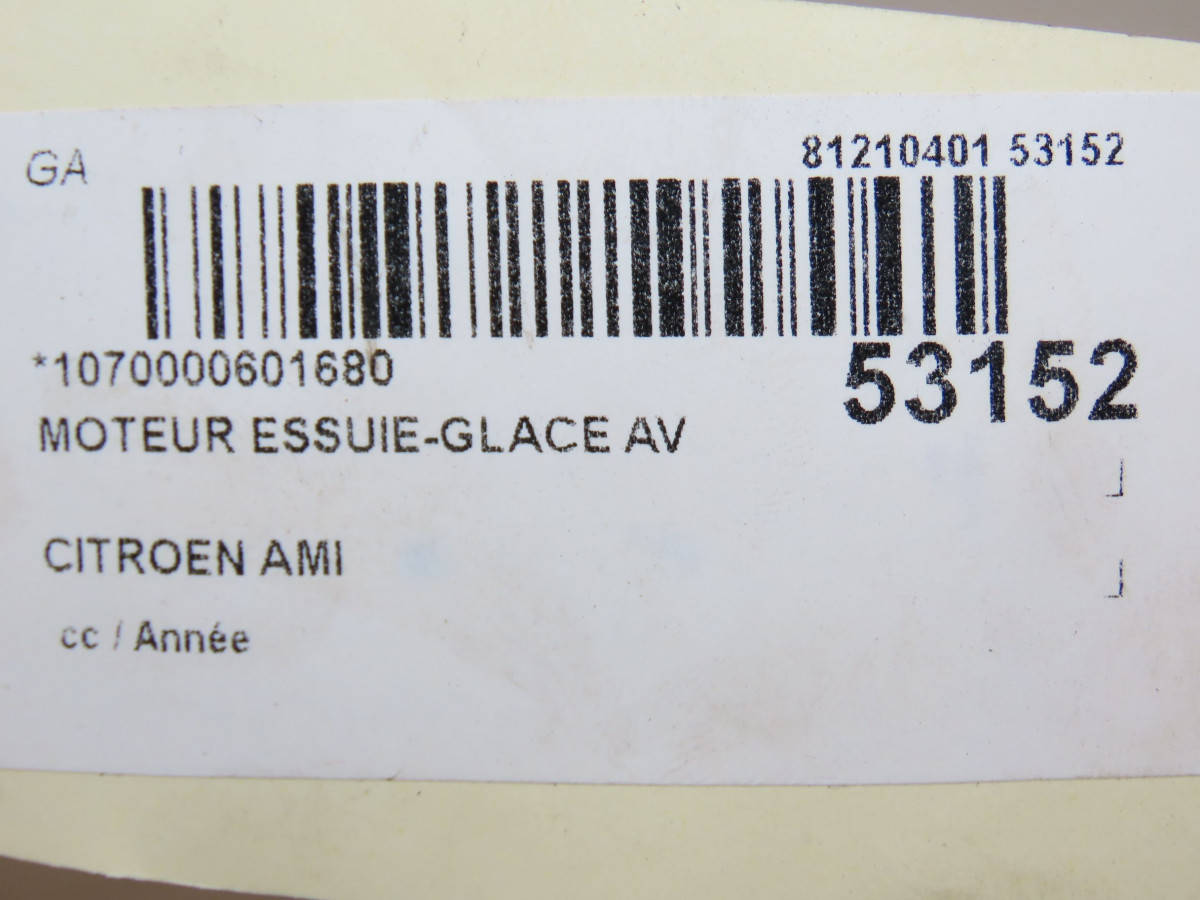 GA
81210401 53152
*1070000601680
53152
MOTEUR ESSUIE-GLACE AV
CITROEN AMI
cc / Année